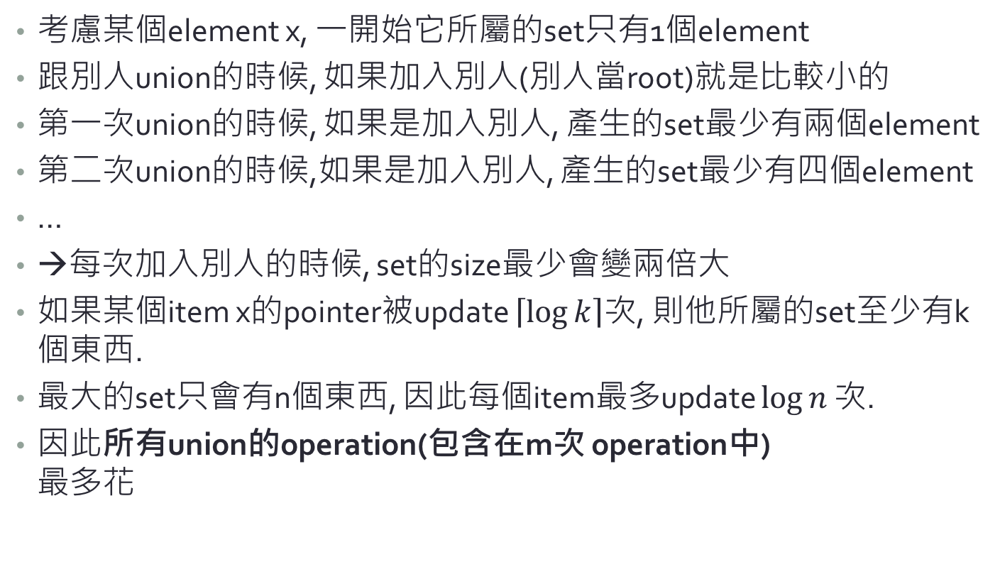 • 考慮某個element x, 一開始它所屬的set只有1個element
• 跟別人union的時候, 如果加入別人(別人當root)就是比較小的
• 第一次union的時候, 如果是加入別人, 產生的set最少有兩個element
• 第二次union的時候,如果是加入別人, 產生的set最少有四個element
• ...
• →每次加入別人的時候, set的size最少會變兩倍大
• 如果某個item x的pointer被update ⌈log k⌉次, 則他所屬的set至少有k
個東西.
• 最大的set只會有n個東西, 因此每個item最多update log n 次.
• 因此所有union的operation(包含在m次 operation中)
最多花